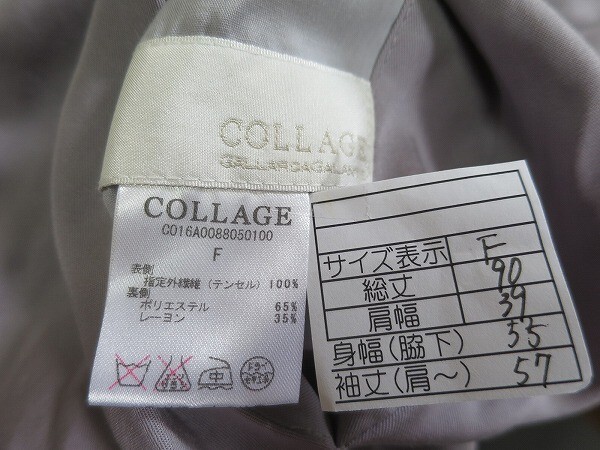 COLLAGE
GALLARDAGALAN
COLLAGE
C016A0088050100
F
表側
指定外繊維 (テンセル) 100%
裏側
ポリエステル 65%
レーヨン 35%
サイズ表示 F
総丈 90
肩幅 39
身幅(脇下) 55
袖丈(肩〜) 57